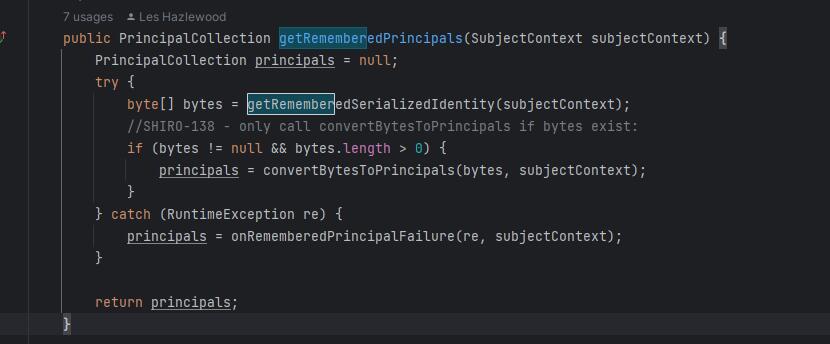 7 usages Les Hazlewood
public PrincipalCollection getRememberedPrincipals(SubjectContext subjectContext) {
    PrincipalCollection principals = null;
    try {
        byte[] bytes = getRememberedSerializedIdentity(subjectContext);
        //SHIRO-138 - only call convertBytesToPrincipals if bytes exist:
        if (bytes != null && bytes.length > 0) {
            principals = convertBytesToPrincipals(bytes, subjectContext);
        }
    } catch (RuntimeException re) {
        principals = onRememberedPrincipalFailure(re, subjectContext);
    }

    return principals;
}